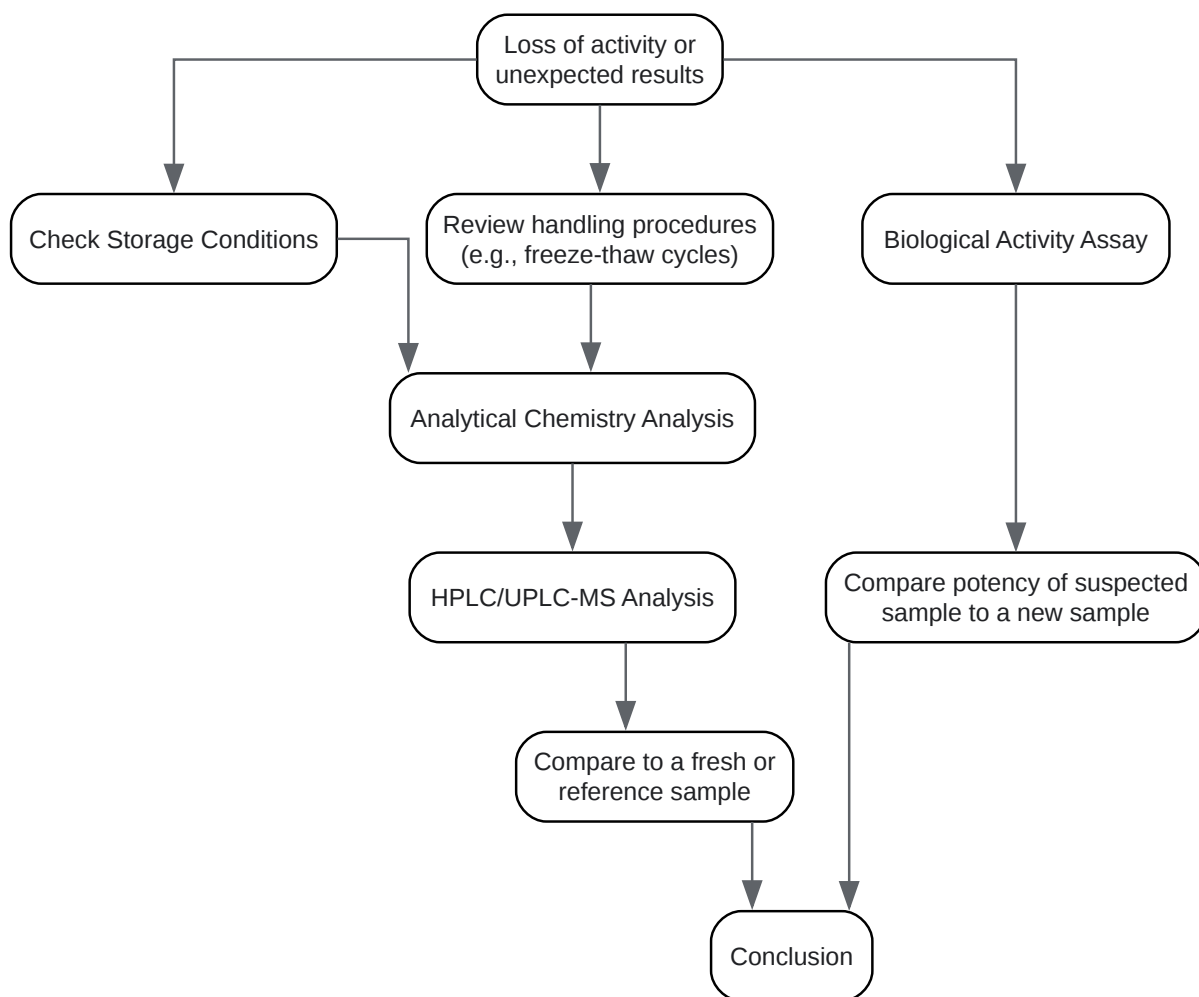 Loss of activity or
unexpected results
Check Storage Conditions
Review handling procedures
(e.g., freeze-thaw cycles)
Biological Activity Assay
Analytical Chemistry Analysis
HPLC/UPLC-MS Analysis
Compare potency of suspected
sample to a new sample
Compare to a fresh or
reference sample
Conclusion